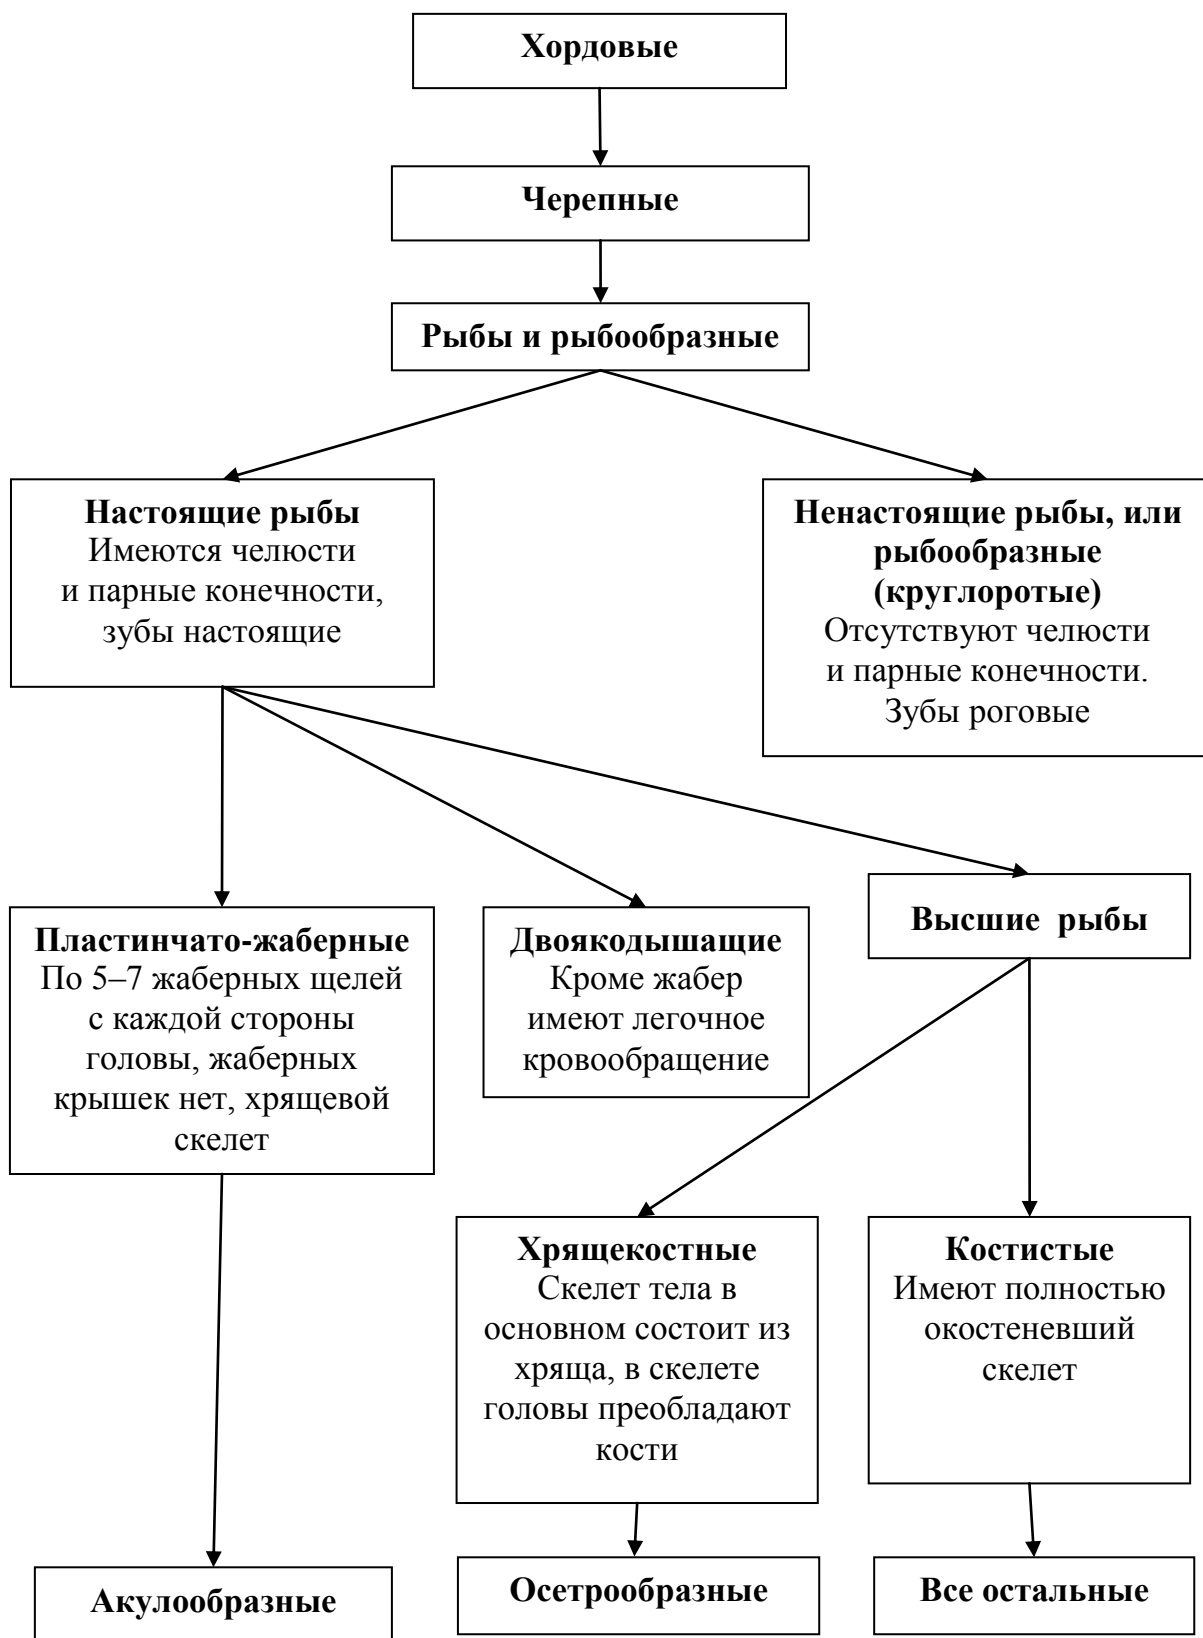 Хордовые
Черепные
Рыбы и рыбообразные
Настоящие рыбы
Имеются челюсти
и парные конечности,
зубы настоящие
Ненастоящие рыбы, или
рыбообразные
(круглоротые)
Отсутствуют челюсти
и парные конечности.
Зубы роговые
Пластинчато-жаберные
По 5–7 жаберных щелей
с каждой стороны
головы, жаберных
крышек нет, хрящевой
скелет
Двоякодышащие
Кроме жабер
имеют легочное
кровообращение
Высшие рыбы
Хрящекостные
Скелет тела в
основном состоит из
хряща, в скелете
головы преобладают
кости
Костистые
Имеют полностью
окостеневший
скелет
Акулообразные
Осетрообразные
Все остальные